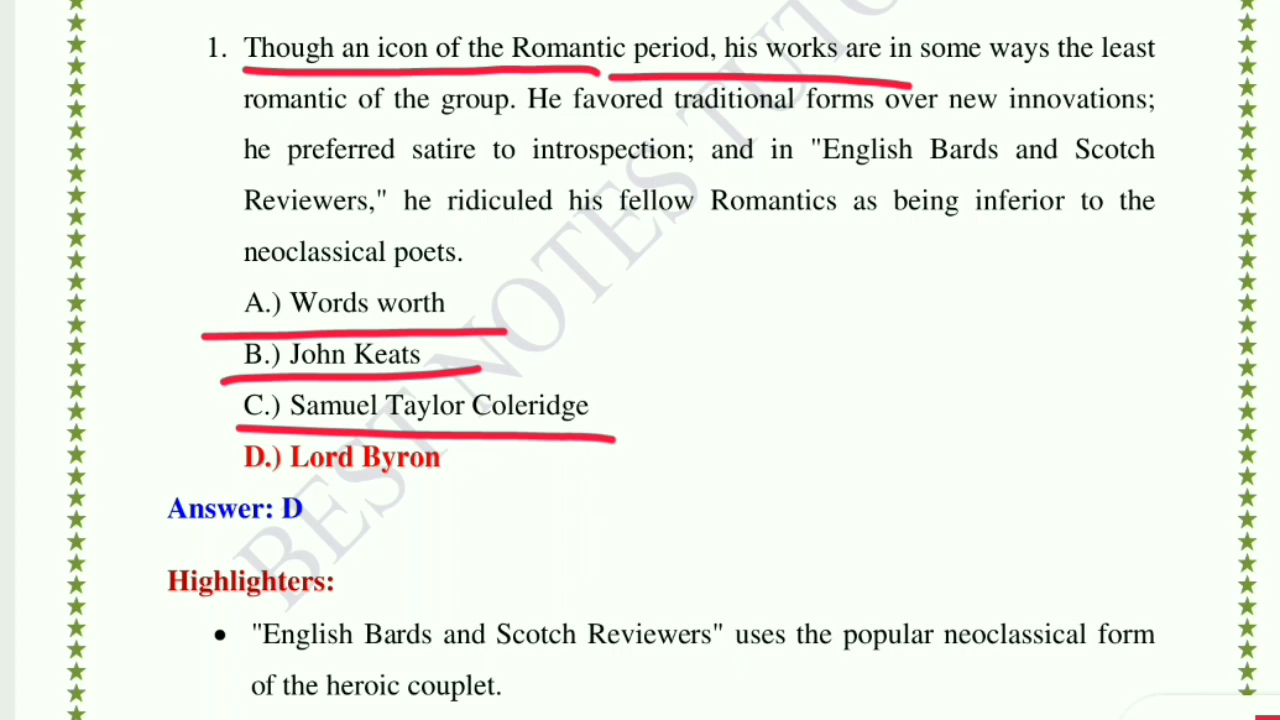 1. Though an icon of the Romantic period, his works are in some ways the least
romantic of the group. He favored traditional forms over new innovations;
he preferred satire to introspection; and in "English Bards and Scotch
Reviewers," he ridiculed his fellow Romantics as being inferior to the
neoclassical poets.
A.) Words worth
B.) John Keats
C.) Samuel Taylor Coleridge
D.) Lord Byron
Answer: D
Highlighters:
• "English Bards and Scotch Reviewers" uses the popular neoclassical form
of the heroic couplet.
BEST NOTES TUTO